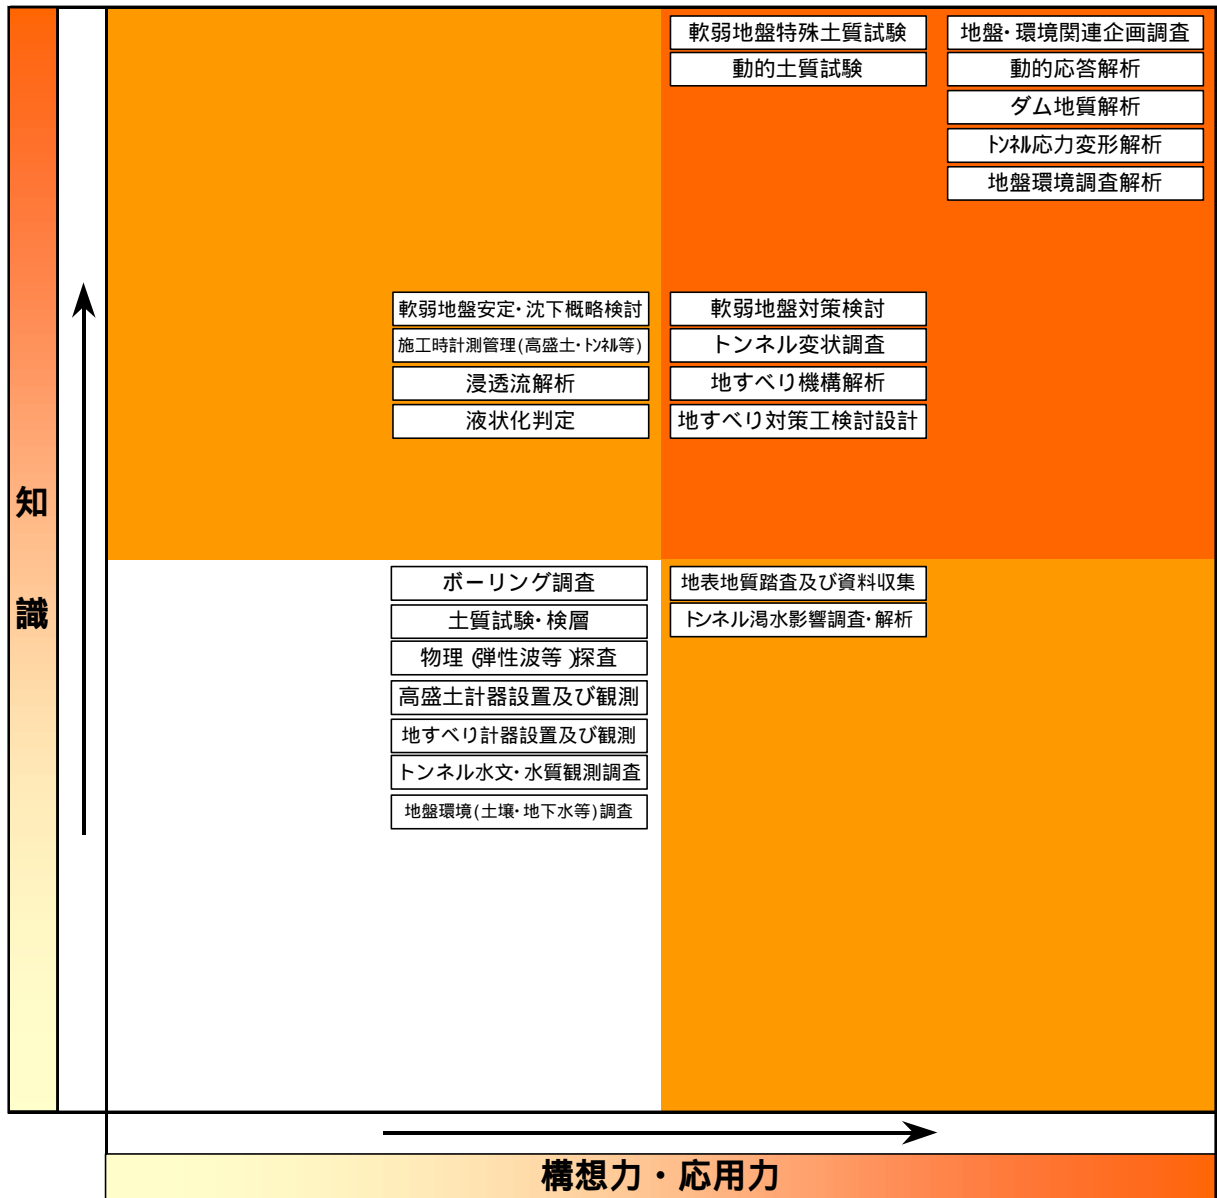 軟弱地盤特殊土質試験
地盤・環境関連企画調査
動的土質試験
動的応答解析
ダム地質解析
トンネル応力変形解析
地盤環境調査解析
軟弱地盤安定・沈下概略検討
軟弱地盤対策検討
施工時計測管理(高盛土・トンネル等)
トンネル変状調査
浸透流解析
地すべり機構解析
液状化判定
地すべり対策工検討設計
知
識
ボーリング調査
地表地質踏査及び資料収集
土質試験・検層
トンネル渇水影響調査・解析
物理(弾性波等)探査
高盛土計器設置及び観測
地すべり計器設置及び観測
トンネル水文・水質観測調査
地盤環境(土壌・地下水等)調査
構想力・応用力